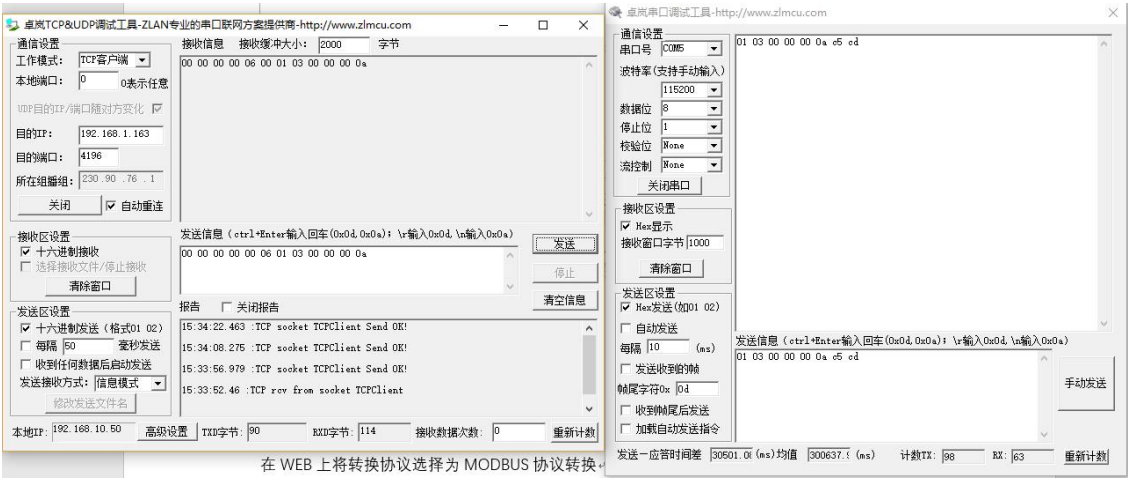 卓岚TCP&UDP调试工具-ZLAN专业的串口联网方案提供商-http://www.zlmcu.com
通信设置
工作模式: TCP客户端
本地端口: 0 0表示任意
UDP目的IP/端口随对方变化
目的IP: 192.168.1.163
目的端口: 4196
所在组播组: 230 .90 .76 .1
关闭 自动重连
接收区设置
十六进制接收
选择接收文件/停止接收
清除窗口
发送区设置
十六进制发送 (格式01 02)
每隔 50 毫秒发送
收到任何数据后启动发送
发送接收方式: 信息模式
修改发送文件名
接收信息 接收缓冲大小: 2000 字节
00 00 00 00 06 00 01 03 00 00 00 0a
发送信息 (ctrl+Enter输入回车(0x0d,0x0a); \r输入0x0d,\n输入0x0a)
00 00 00 00 00 06 01 03 00 00 00 0a
发送
停止
清空信息
报告 关闭报告
15:34:22.463 :TCP socket TCPClient Send OK!
15:34:08.275 :TCP socket TCPClient Send OK!
15:33:56.979 :TCP socket TCPClient Send OK!
15:33:52.46 :TCP rcv from socket TCPClient
本地IP: 192.168.10.50 高级设置 TXD字节: 90 RXD字节: 114 接收数据次数: 0 重新计数
卓岚串口调试工具-http://www.zlmcu.com
通信设置
串口号 COM5
波特率(支持手动输入)
115200
数据位 8
停止位 1
校验位 None
流控制 None
关闭串口
接收区设置
Hex显示
接收窗口字节 1000
清除窗口
发送区设置
Hex发送(如01 02)
自动发送
每隔 10 (ms)
发送收到的帧
帧尾字符0x 0d
收到帧尾后发送
加载自动发送指令
01 03 00 00 00 0a c5 cd
发送信息 (ctrl+Enter输入回车(0x0d,0x0a); \r输入0x0d,\n输入0x0a)
01 03 00 00 00 0a c5 cd
手动发送
发送—应答时间差 30501.0 (ms)均值 300637. (ms) 计数TX: 98 RX: 63 重新计数
在 WEB 上将转换协议选择为 MODBUS 协议转换